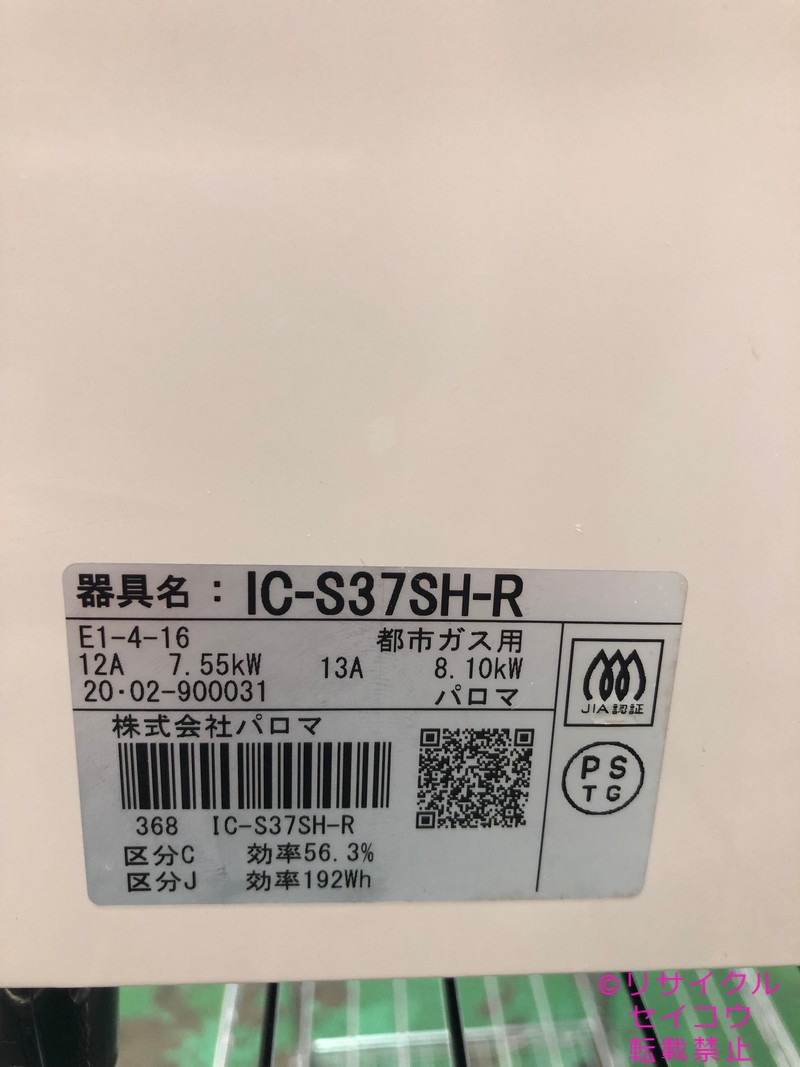 器具名：IC-S37SH-R
E1-4-16 都市ガス用
12A 7.55kW 13A 8.10kW
20・02-900031 パロマ
株式会社パロマ
368 IC-S37SH-R
区分C 効率56.3%
区分J 効率192Wh
JIA認証
PS
TG
©リサイクル
セイコウ
転載禁止